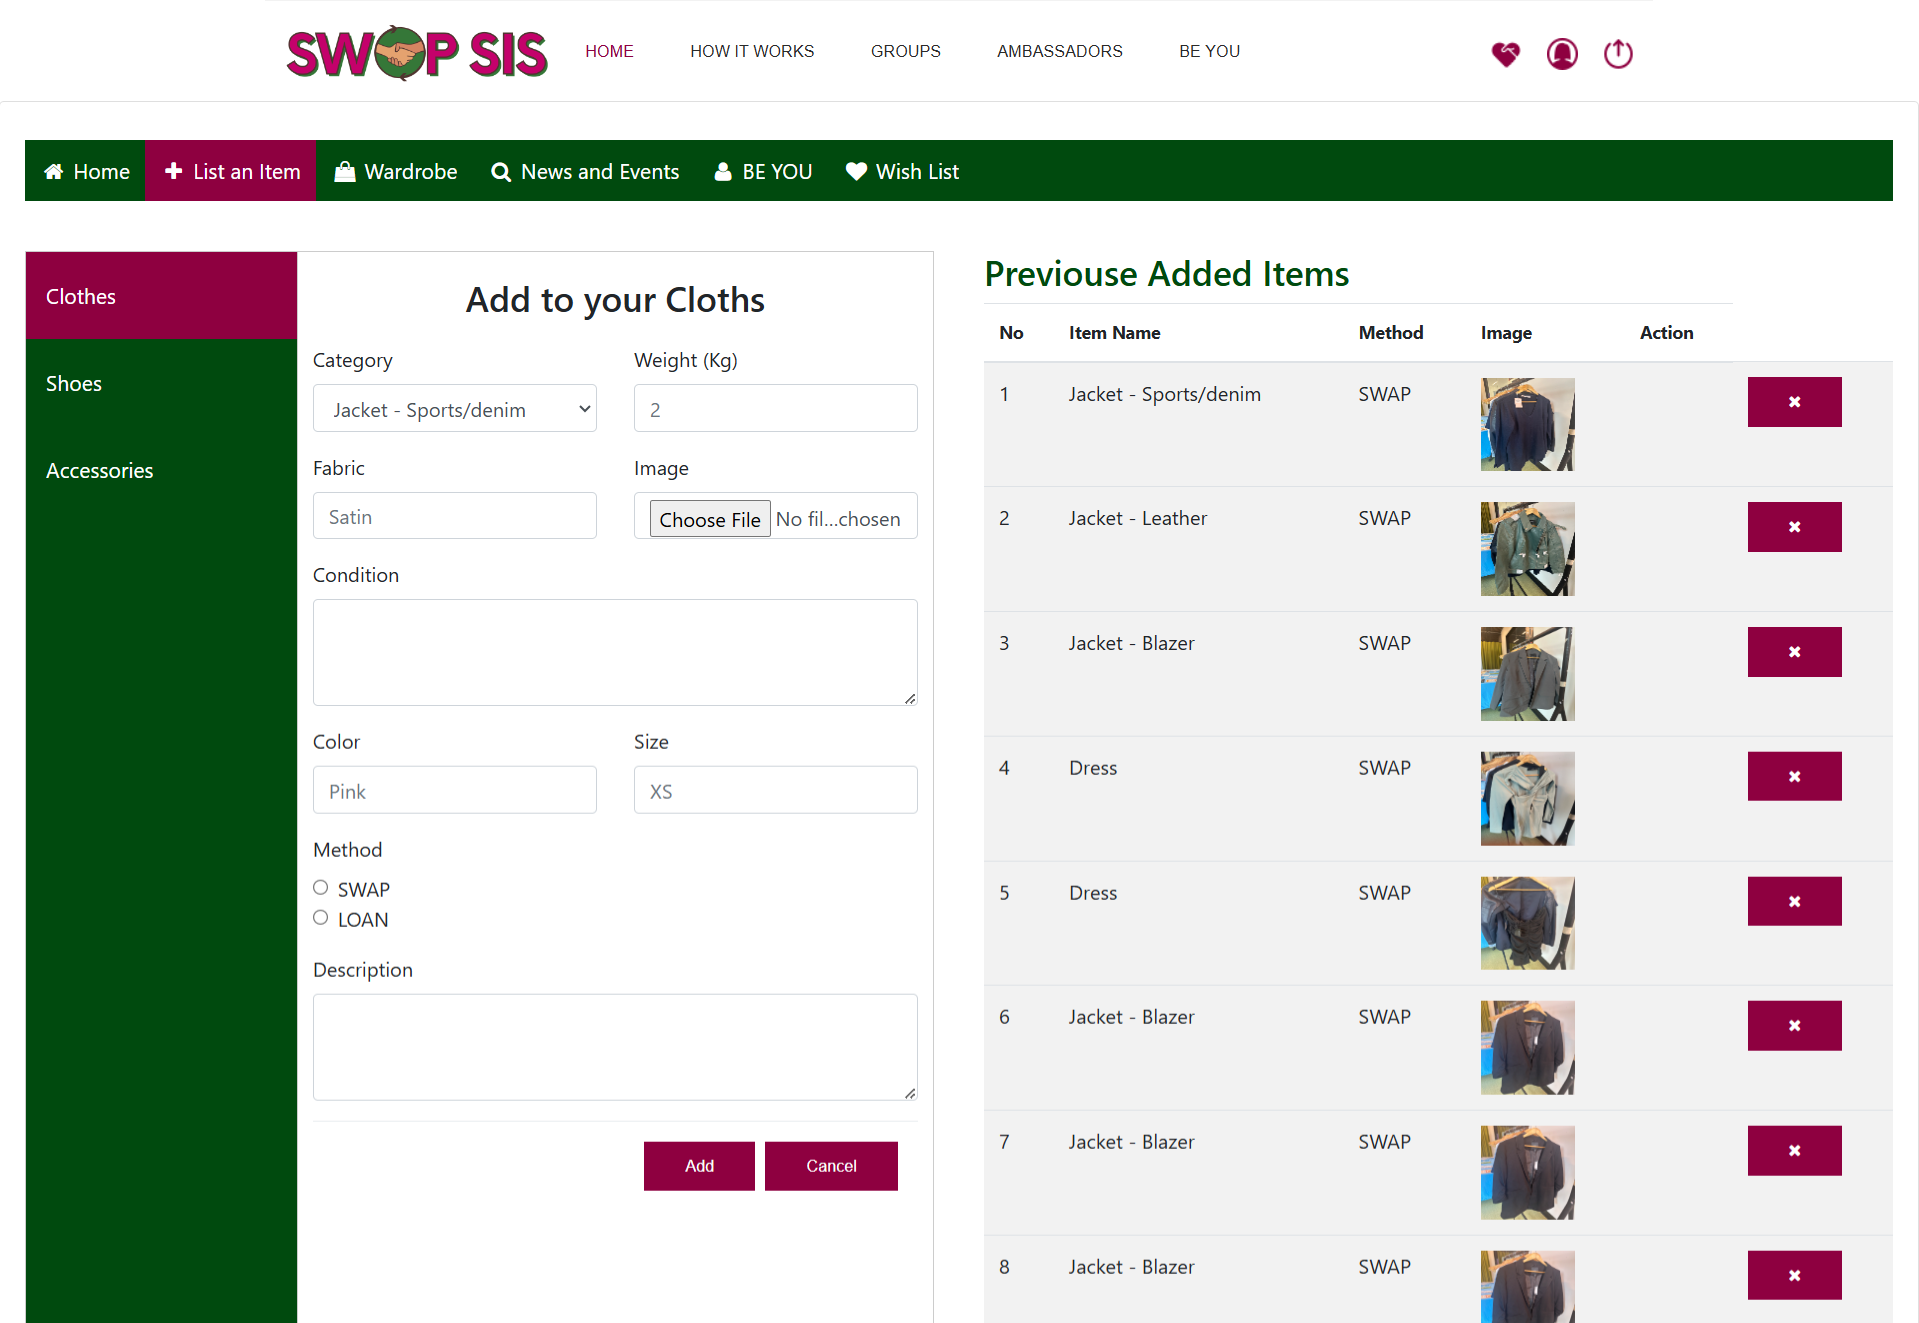 SWOP SIS
HOME HOW IT WORKS GROUPS AMBASSADORS BE YOU
Home List an Item Wardrobe News and Events BE YOU Wish List
Clothes
Shoes
Accessories
Add to your Cloths
Category Weight (Kg)
Jacket - Sports/denim 2
Fabric Image
Satin Choose File No fil...chosen
Condition
Color Size
Pink XS
Method
SWAP
LOAN
Description
Add Cancel
Previouse Added Items
No Item Name Method Image Action
1 Jacket - Sports/denim SWAP
2 Jacket - Leather SWAP
3 Jacket - Blazer SWAP
4 Dress SWAP
5 Dress SWAP
6 Jacket - Blazer SWAP
7 Jacket - Blazer SWAP
8 Jacket - Blazer SWAP